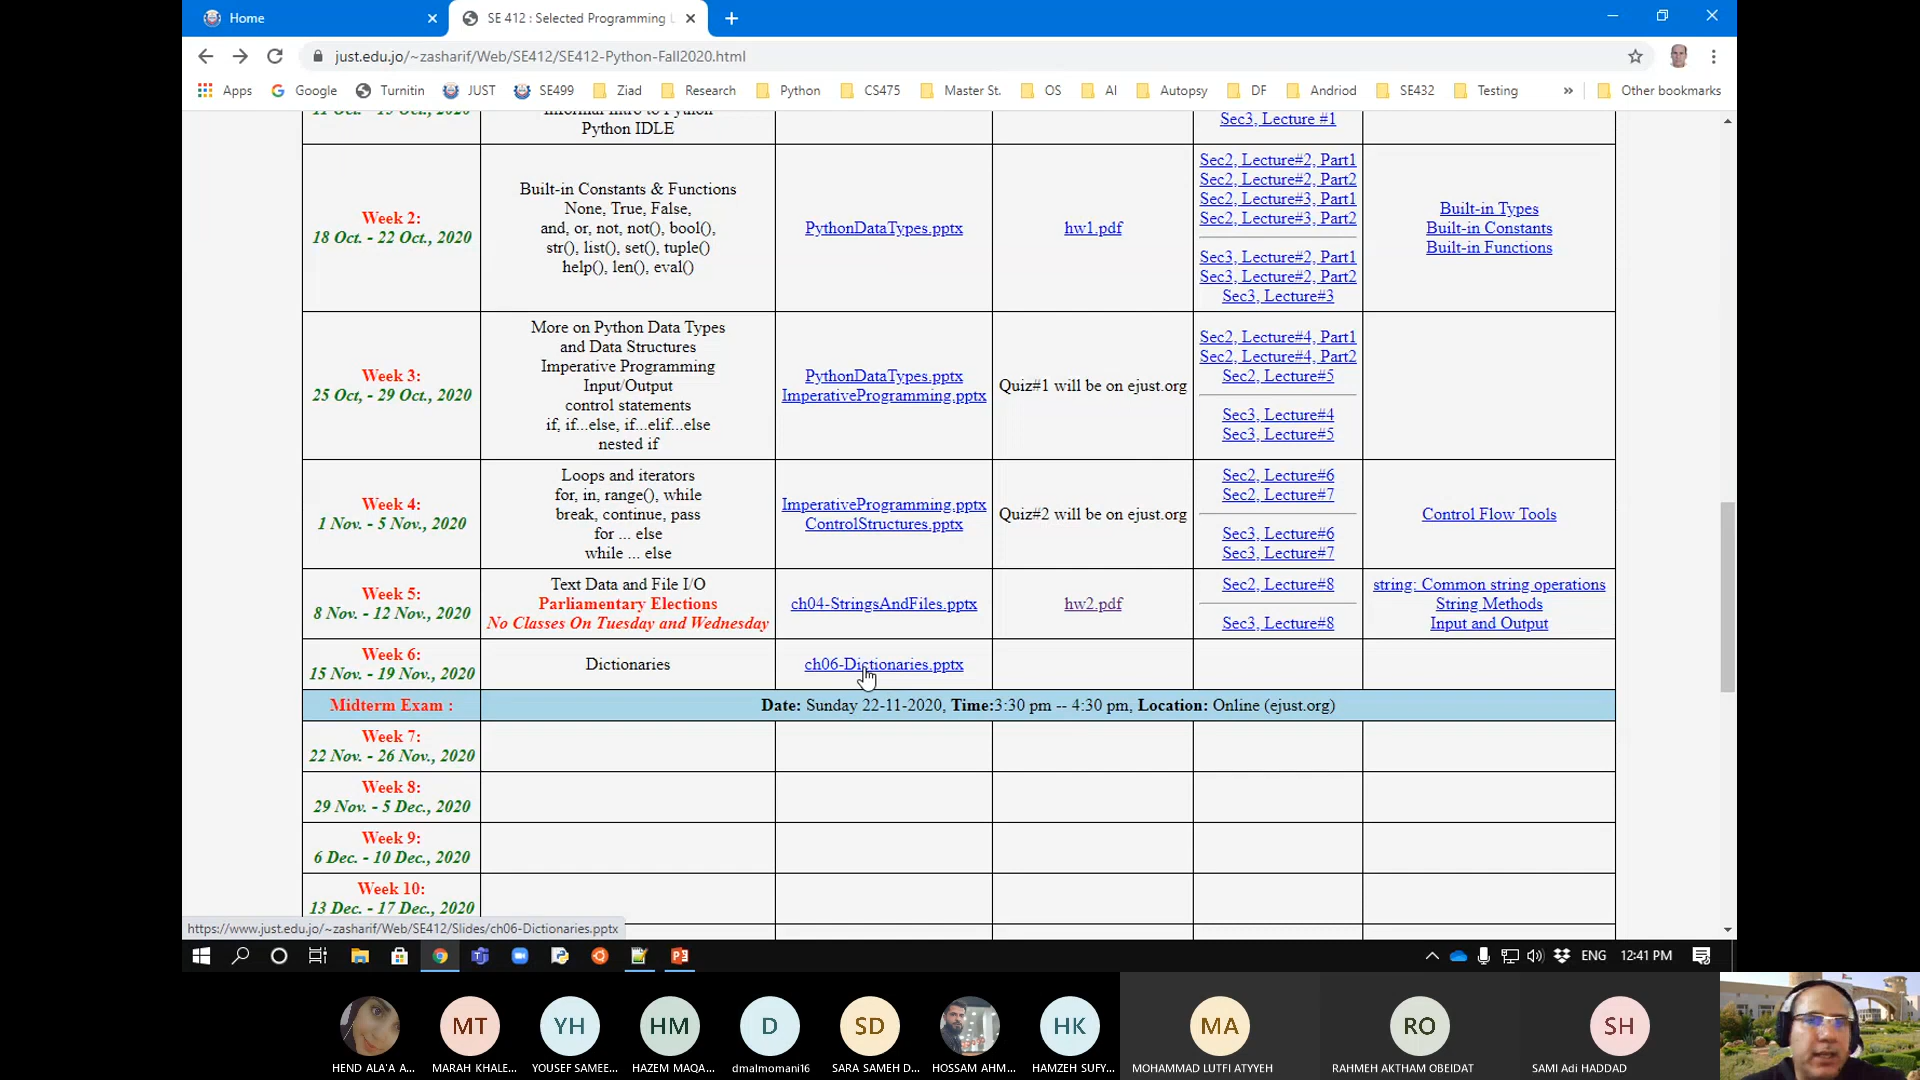 Home
SE 412 : Selected Programming L
just.edu.jo/~zasharif/Web/SE412/SE412-Python-Fall2020.html
Apps Google Turnitin JUST SE499 Ziad Research Python CS475 Master St. OS AI Autopsy DF Andriod SE432 Testing » Other bookmarks
Python IDLE
Sec3, Lecture #1
Week 2:
18 Oct. - 22 Oct., 2020
Built-in Constants & Functions
None, True, False,
and, or, not, not(), bool(),
str(), list(), set(), tuple()
help(), len(), eval()
PythonDataTypes.pptx
hw1.pdf
Sec2, Lecture#2, Part1
Sec2, Lecture#2, Part2
Sec2, Lecture#3, Part1
Sec2, Lecture#3, Part2
Sec3, Lecture#2, Part1
Sec3, Lecture#2, Part2
Sec3, Lecture#3
Built-in Types
Built-in Constants
Built-in Functions
Week 3:
25 Oct, - 29 Oct., 2020
More on Python Data Types
and Data Structures
Imperative Programming
Input/Output
control statements
if, if...else, if...elif...else
nested if
PythonDataTypes.pptx
ImperativeProgramming.pptx
Quiz#1 will be on ejust.org
Sec2, Lecture#4, Part1
Sec2, Lecture#4, Part2
Sec2, Lecture#5
Sec3, Lecture#4
Sec3, Lecture#5
Week 4:
1 Nov. - 5 Nov., 2020
Loops and iterators
for, in, range(), while
break, continue, pass
for ... else
while ... else
ImperativeProgramming.pptx
ControlStructures.pptx
Quiz#2 will be on ejust.org
Sec2, Lecture#6
Sec2, Lecture#7
Sec3, Lecture#6
Sec3, Lecture#7
Control Flow Tools
Week 5:
8 Nov. - 12 Nov., 2020
Text Data and File I/O
Parliamentary Elections
No Classes On Tuesday and Wednesday
ch04-StringsAndFiles.pptx
hw2.pdf
Sec2, Lecture#8
Sec3, Lecture#8
string: Common string operations
String Methods
Input and Output
Week 6:
15 Nov. - 19 Nov., 2020
Dictionaries
ch06-Dictionaries.pptx
Midterm Exam :
Date: Sunday 22-11-2020, Time:3:30 pm -- 4:30 pm, Location: Online (ejust.org)
Week 7:
22 Nov. - 26 Nov., 2020
Week 8:
29 Nov. - 5 Dec., 2020
Week 9:
6 Dec. - 10 Dec., 2020
Week 10:
13 Dec. - 17 Dec., 2020
https://www.just.edu.jo/~zasharif/Web/SE412/Slides/ch06-Dictionaries.pptx
ENG 12:41 PM
MT YH HM D SD HK MA RO SH
HEND ALA'A A... MARAH KHALE... YOUSEF SAMEE... HAZEM MAQA... dmalmomani16 SARA SAMEH D... HOSSAM AHM... HAMZEH SUFY... MOHAMMAD LUTFI ATYYEH RAHMEH AKTHAM OBEIDAT SAMI Adi HADDAD